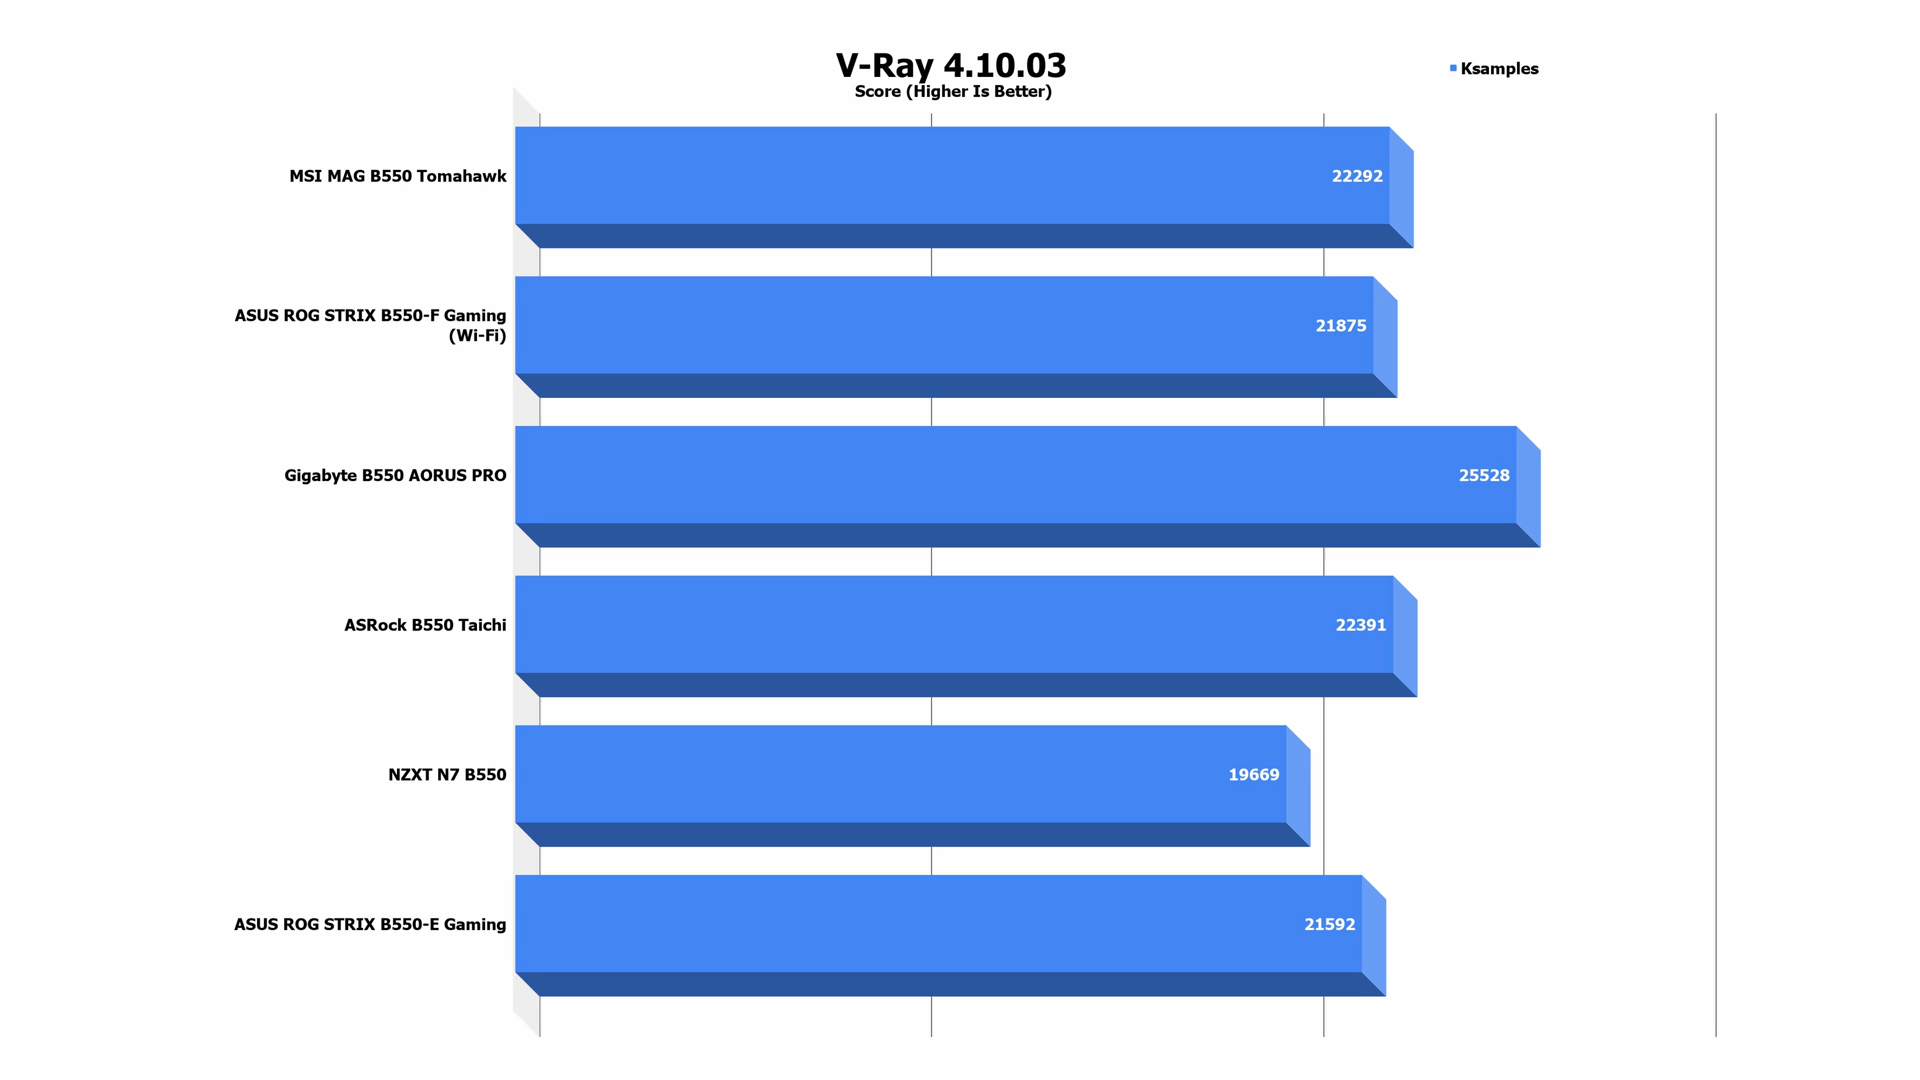 V-Ray 4.10.03
Score (Higher Is Better)
Ksamples
MSI MAG B550 Tomahawk
22292
ASUS ROG STRIX B550-F Gaming
(Wi-Fi)
21875
Gigabyte B550 AORUS PRO
25528
ASRock B550 Taichi
22391
NZXT N7 B550
19669
ASUS ROG STRIX B550-E Gaming
21592